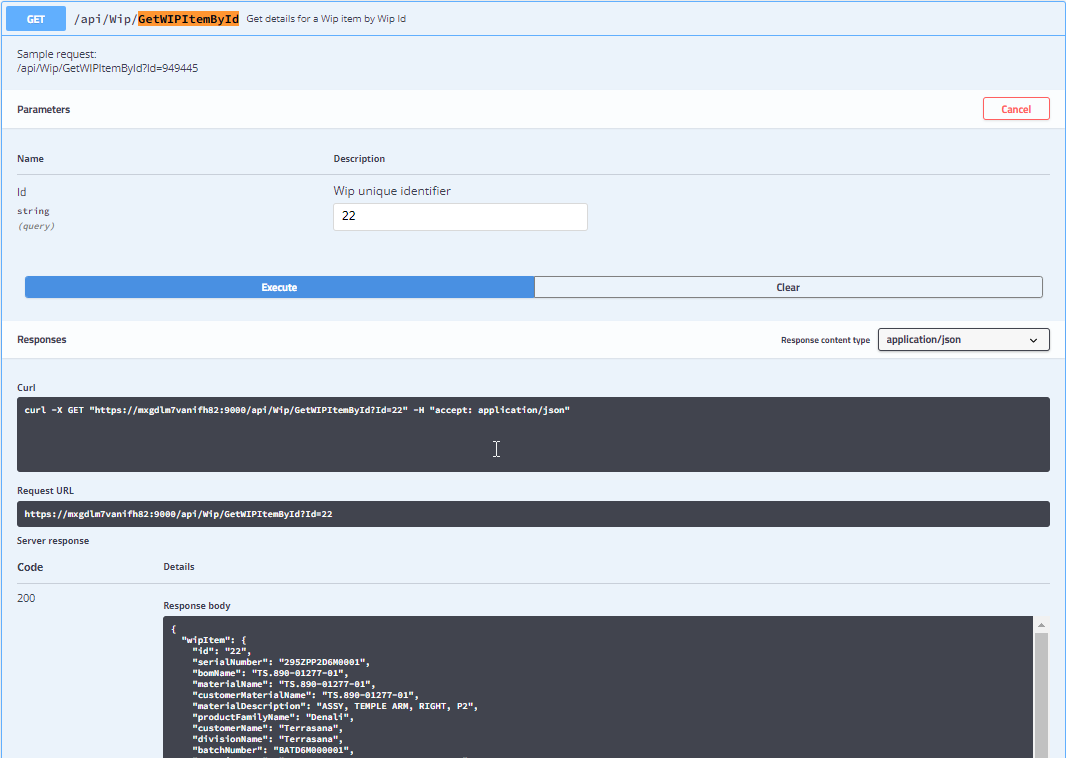 GET /api/Wip/GetWIPItemById Get details for a Wip item by Wip Id
Sample request:
/api/Wip/GetWIPItemById?Id=949445
Parameters Cancel
Name Description
Id Wip unique identifier
string 22
(query)
Execute Clear
Responses Response content type application/json
Curl
curl -X GET "https://mxgdlm7vanifh82:9000/api/Wip/GetWIPItemById?Id=22" -H "accept: application/json"
Request URL
https://mxgdlm7vanifh82:9000/api/Wip/GetWIPItemById?Id=22
Server response
Code Details
200
Response body
{
"wipItem": {
"id": "22",
"serialNumber": "295ZPP2D6M0001",
"bomName": "TS.890-01277-01",
"materialName": "TS.890-01277-01",
"customerMaterialName": "TS.890-01277-01",
"materialDescription": "ASSY, TEMPLE ARM, RIGHT, P2",
"productFamilyName": "Denali",
"customerName": "Terrasana",
"divisionName": "Terrasana",
"batchNumber": "BATD6M000001",